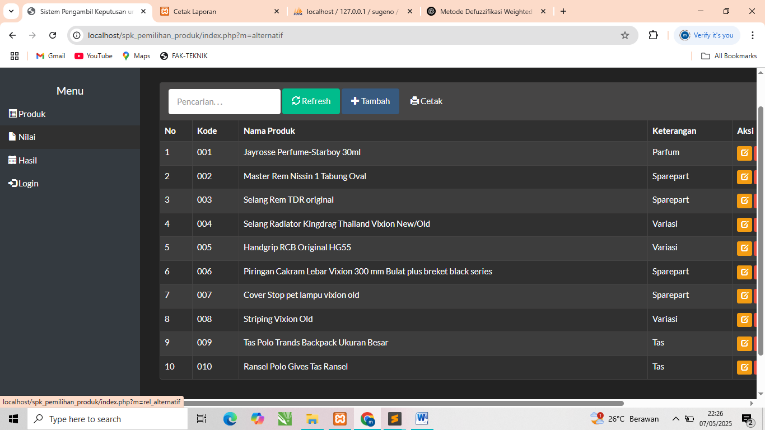 Sistem Pengambil Keputusan u
Cetak Laporan
localhost / 127.0.0.1 / sugeno /
Metode Defuzzifikasi Weighted
localhost/spk_pemilihan_produk/index.php?m=alternatif
Verify it's you
Gmail
YouTube
Maps
FAK-TEKNIK
All Bookmarks
Menu
Produk
Nilai
Hasil
Login
Pencarian. . .
Refresh
Tambah
Cetak
No Kode Nama Produk Keterangan Aksi
1 001 Jayrosse Perfume-Starboy 30ml Parfum
2 002 Master Rem Nissin 1 Tabung Oval Sparepart
3 003 Selang Rem TDR original Sparepart
4 004 Selang Radiator Kingdrag Thailand Vixion New/Old Variasi
5 005 Handgrip RCB Original HG55 Variasi
6 006 Piringan Cakram Lebar Vixion 300 mm Bulat plus breket black series Sparepart
7 007 Cover Stop pet lampu vixion old Sparepart
8 008 Striping Vixion Old Variasi
9 009 Tas Polo Trands Backpack Ukuran Besar Tas
10 010 Ransel Polo Gives Tas Ransel Tas
localhost/spk_pemilihan_produk/index.php?m=rel_alternatif
Type here to search
26°C Berawan
22:26
07/05/2025
2